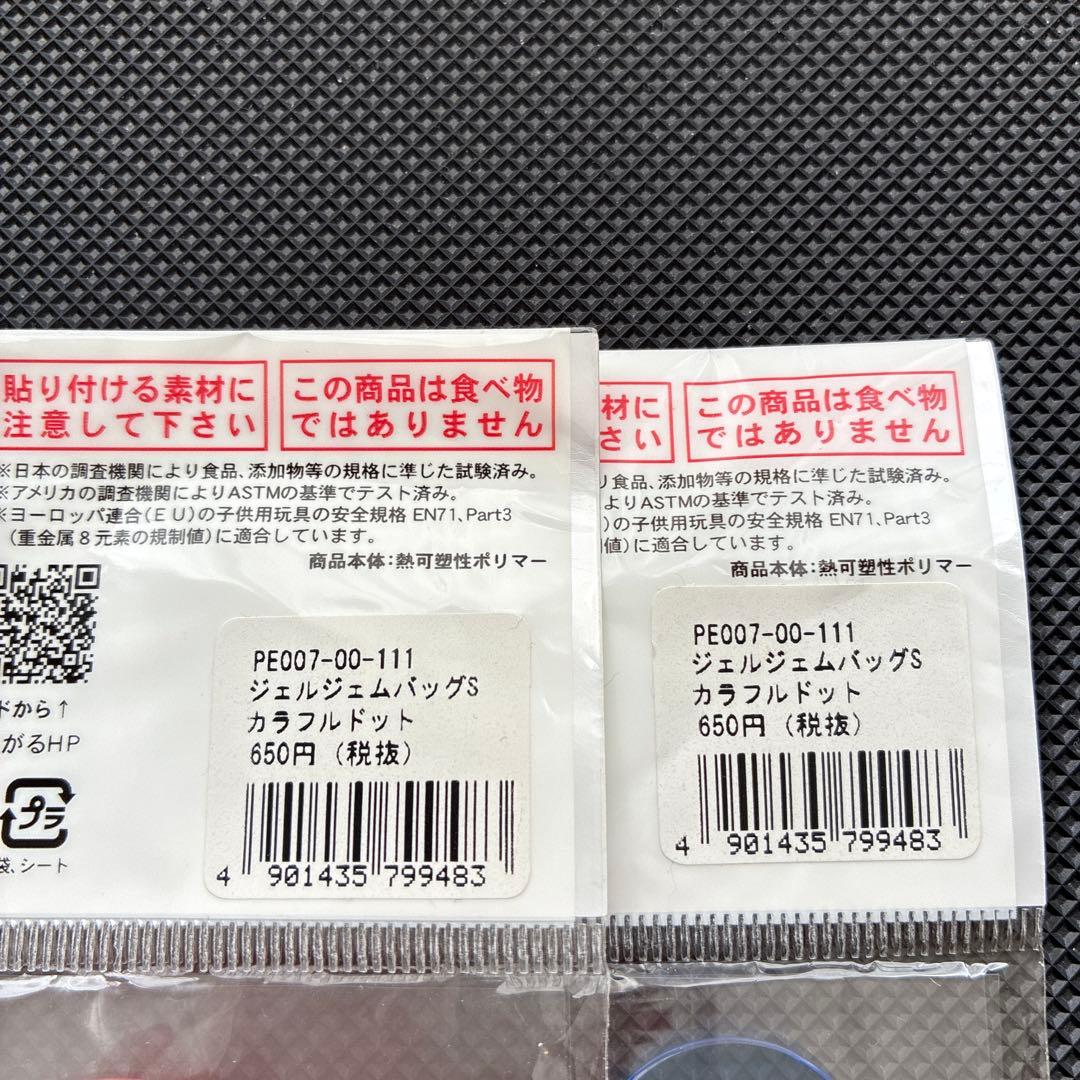 貼り付ける素材に
注意して下さい
この商品は食べ物
ではありません
※日本の調査機関により食品、添加物等の規格に準じた試験済み。
※アメリカの調査機関によりASTMの基準でテスト済み。
※ヨーロッパ連合(EU)の子供用玩具の安全規格 EN71、Part3
(重金属8元素の規制値)に適合しています。
商品本体:熱可塑性ポリマー
ドから↑
がるHP
プラ
袋、シート
PE007-00-111
ジェルジェムバッグS
カラフルドット
650円 (税抜)
4 901435 799483
材に
さい
この商品は食べ物
ではありません
り食品、添加物等の規格に準じた試験済み。
よりASTMの基準でテスト済み。
)の子供用玩具の安全規格 EN71、Part3
値)に適合しています。
商品本体:熱可塑性ポリマー
PE007-00-111
ジェルジェムバッグS
カラフルドット
650円 (税抜)
4 901435 799483